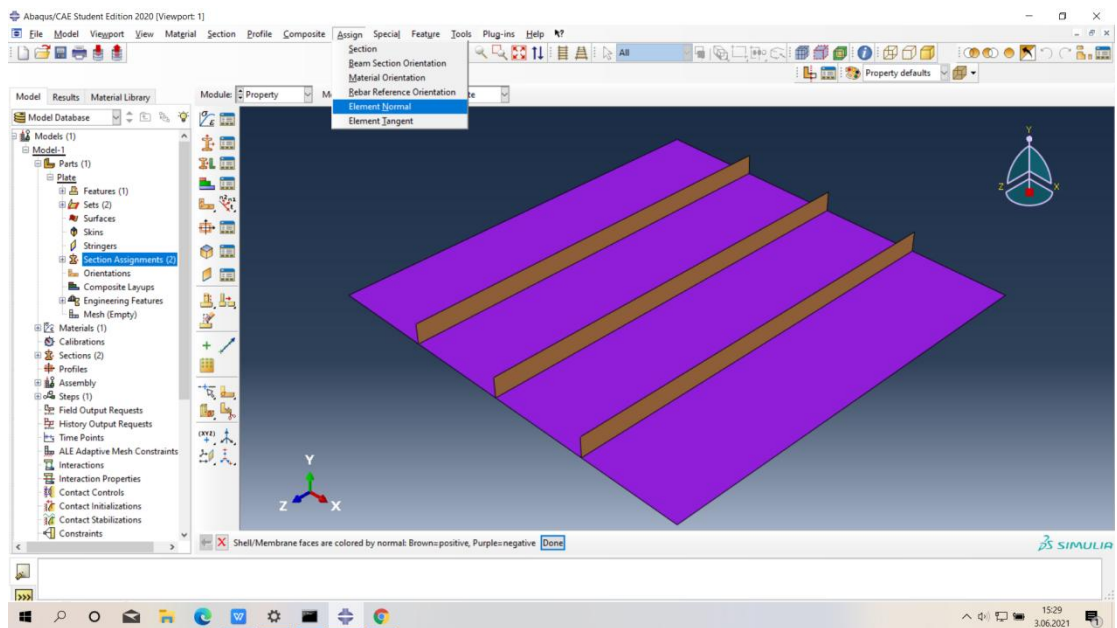 Abaqus/CAE Student Edition 2020 [Viewport: 1]
File Model Viewport View Material Section Profile Composite Assign Special Feature Tools Plug-ins Help
Section
Beam Section Orientation
Material Orientation
Rebar Reference Orientation
Element Normal
Element Tangent
All
Property defaults
Model Results Material Library
Module: Property
Model Database
Models (1)
Model-1
Parts (1)
Plate
Features (1)
Sets (2)
Surfaces
Skins
Stringers
Section Assignments (2)
Orientations
Composite Layups
Engineering Features
Mesh (Empty)
Materials (1)
Calibrations
Sections (2)
Profiles
Assembly
Steps (1)
Field Output Requests
History Output Requests
Time Points
ALE Adaptive Mesh Constraints
Interactions
Interaction Properties
Contact Controls
Contact Initializations
Contact Stabilizations
Constraints
Y
Z
X
Y
Z
X
Shell/Membrane faces are colored by normal: Brown=positive, Purple=negative Done
SIMULIA
>>>
15:29
3.06.2021